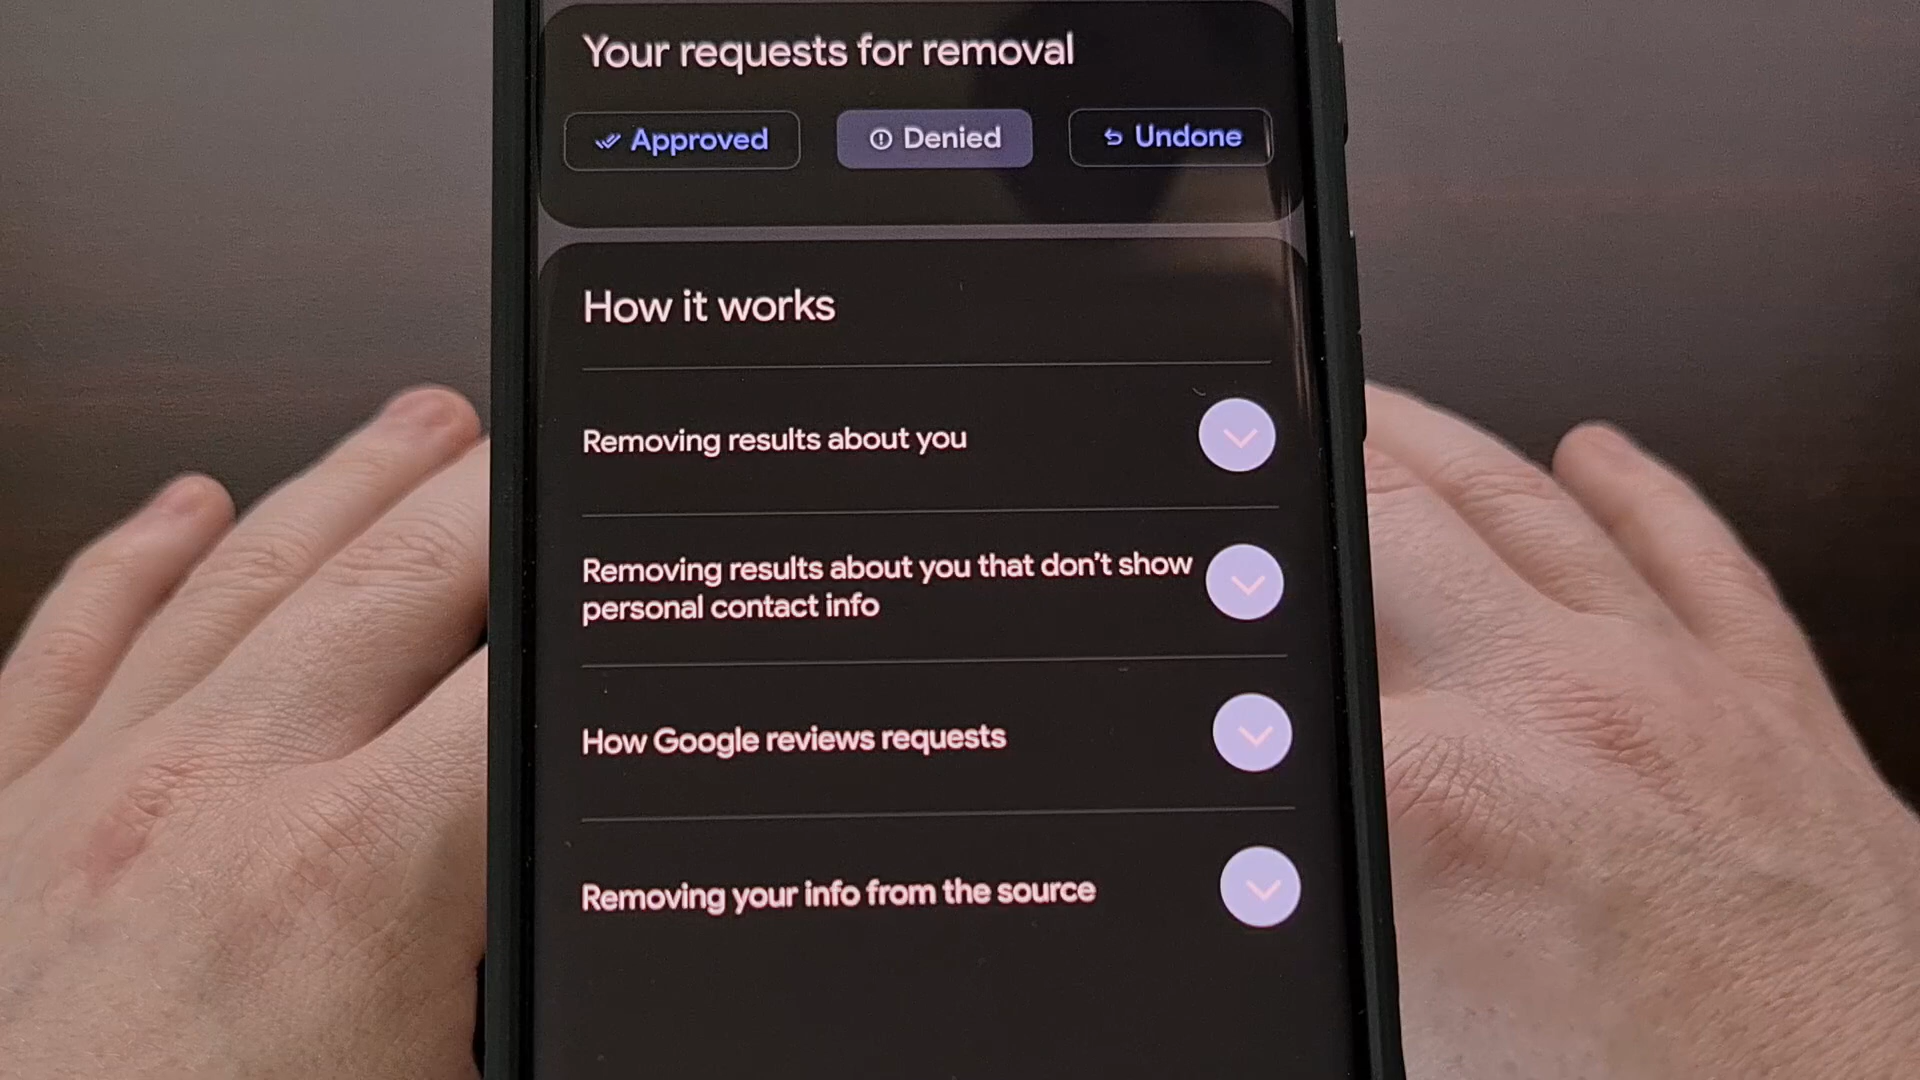 Your requests for removal
Approved
Denied
Undone
How it works
Removing results about you
Removing results about you that don't show
personal contact info
How Google reviews requests
Removing your info from the source